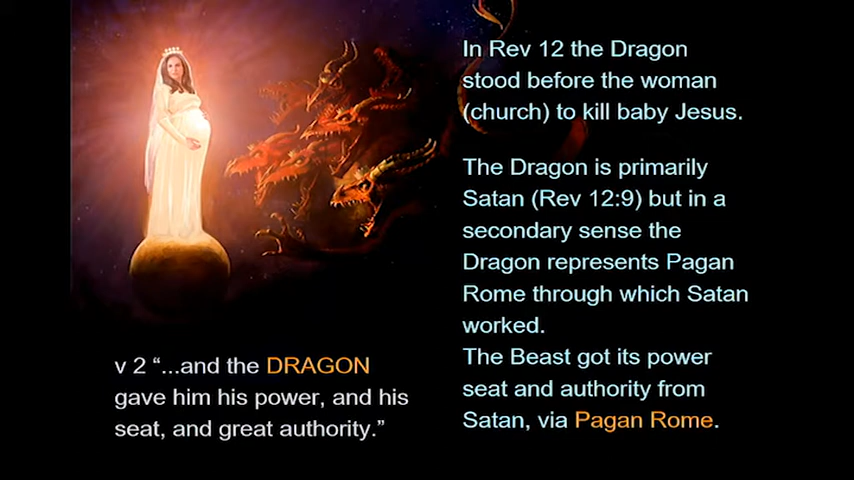 In Rev 12 the Dragon
stood before the woman
(church) to kill baby Jesus.
The Dragon is primarily
Satan (Rev 12:9) but in a
secondary sense the
Dragon represents Pagan
Rome through which Satan
worked.
The Beast got its power
seat and authority from
Satan, via Pagan Rome.
v 2 “...and the DRAGON
gave him his power, and his
seat, and great authority.”